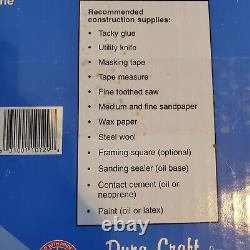 ne
Recommended
construction supplies:
• Tacky glue
• Utility knife
• Masking tape
• Tape measure
• Fine toothed saw
• Medium and fine sandpaper
• Wax paper
• Steel wool
• Framing square (optional)
• Sanding sealer (oil base)
• Contact cement (oil or
neoprene)
• Paint (oil or latex)
Dura-Craft